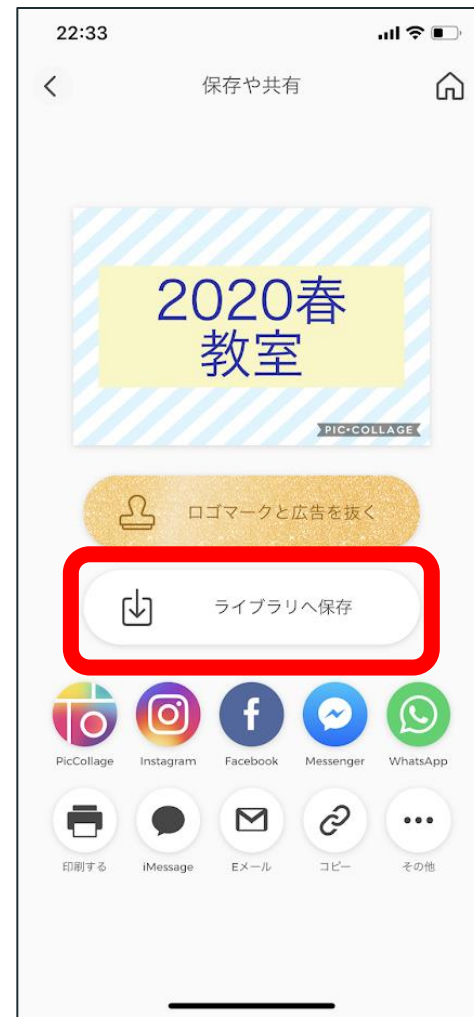 22:33
保存や共有
2020春
教室
PIC•COLLAGE
ロゴマークと広告を抜く
ライブラリへ保存
PicCollage Instagram Facebook Messenger WhatsApp
印刷する iMessage Eメール コピー その他